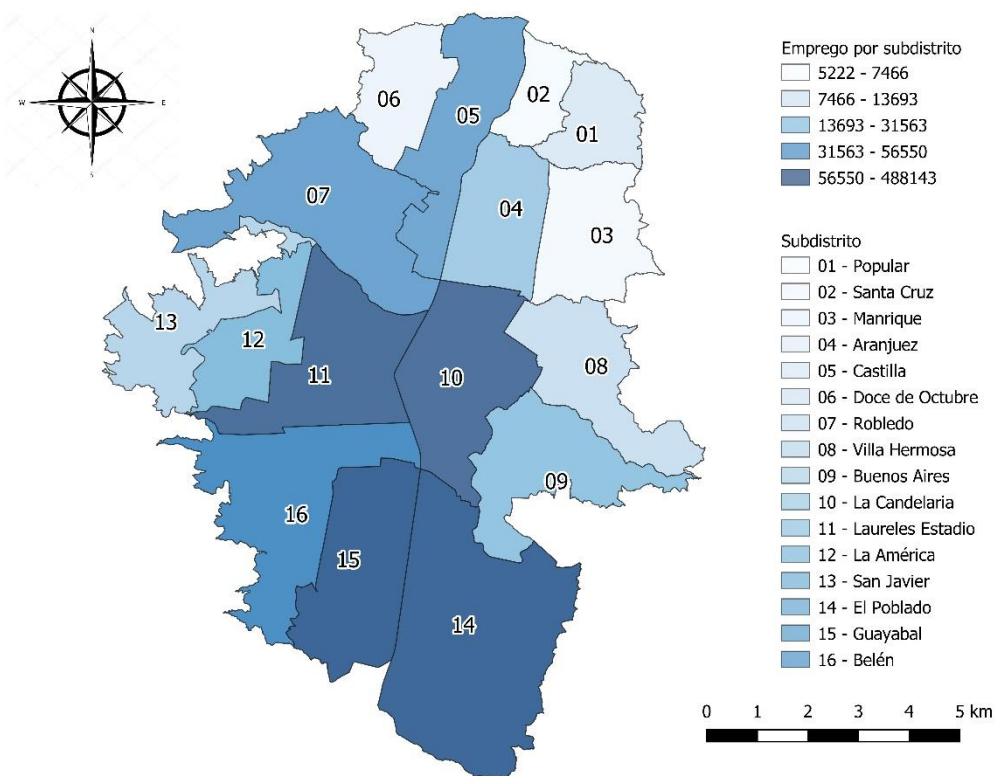 N
W
E
S
06
05
02
01
07
04
03
13
12
11
10
08
09
16
15
14
Emprego por subdistrito
5222 - 7466
7466 - 13693
13693 - 31563
31563 - 56550
56550 - 488143
Subdistrito
01 - Popular
02 - Santa Cruz
03 - Manrique
04 - Aranjuez
05 - Castilla
06 - Doce de Octubre
07 - Robledo
08 - Villa Hermosa
09 - Buenos Aires
10 - La Candelaria
11 - Laureles Estadio
12 - La América
13 - San Javier
14 - El Poblado
15 - Guayabal
16 - Belén
0 1 2 3 4 5 km